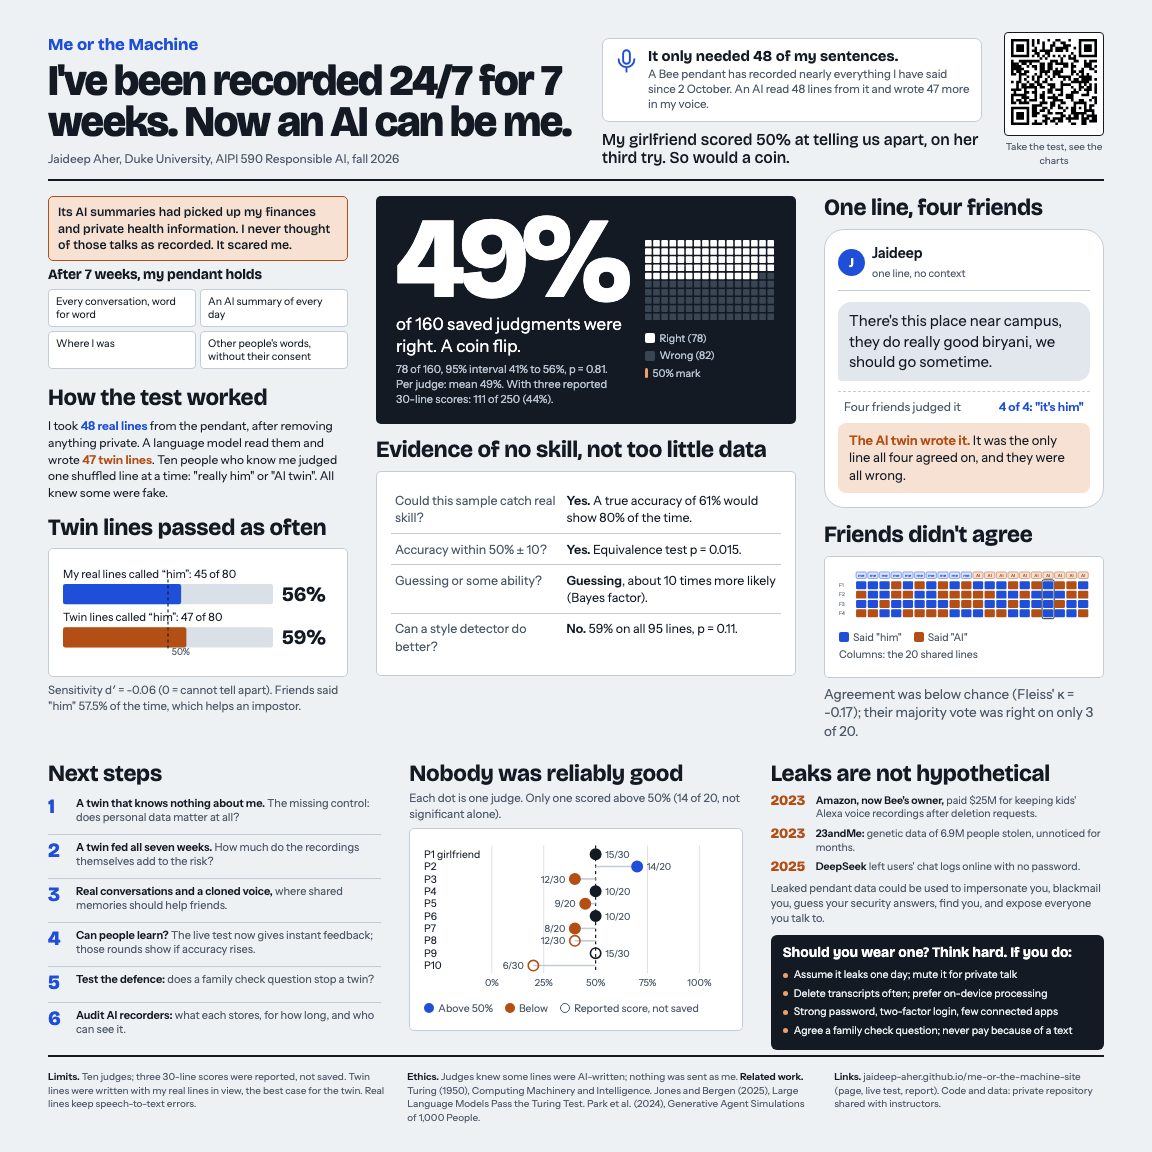 Me or the Machine
I've been recorded 24/7 for 7
weeks. Now an AI can be me.
Jaideep Aher, Duke University, AIPI 590 Responsible AI, fall 2026
It only needed 48 of my sentences.
A Bee pendant has recorded nearly everything I have said
since 2 October. An AI read 48 lines from it and wrote 47 more
in my voice.
My girlfriend scored 50% at telling us apart, on her
third try. So would a coin.
Take the test, see the
charts
Its AI summaries had picked up my finances
and private health information. I never thought
of those talks as recorded. It scared me.
After 7 weeks, my pendant holds
Every conversation, word
for word
An AI summary of every
day
Where I was
Other people's words,
without their consent
How the test worked
I took 48 real lines from the pendant, after removing
anything private. A language model read them and
wrote 47 twin lines. Ten people who know me judged
one shuffled line at a time: "really him" or "AI twin". All
knew some were fake.
Twin lines passed as often
My real lines called “him”: 45 of 80
56%
Twin lines called “him”: 47 of 80
59%
50%
Sensitivity d′ = -0.06 (0 = cannot tell apart). Friends said
"him" 57.5% of the time, which helps an impostor.
49%
of 160 saved judgments were
right. A coin flip.
78 of 160, 95% interval 41% to 56%, p = 0.81.
Per judge: mean 49%. With three reported
30-line scores: 111 of 250 (44%).
Right (78)
Wrong (82)
50% mark
Evidence of no skill, not too little data
Could this sample catch real
skill?
Yes. A true accuracy of 61% would
show 80% of the time.
Accuracy within 50% ± 10?
Yes. Equivalence test p = 0.015.
Guessing or some ability?
Guessing, about 10 times more likely
(Bayes factor).
Can a style detector do
better?
No. 59% on all 95 lines, p = 0.11.
One line, four friends
J
Jaideep
one line, no context
There's this place near campus,
they do really good biryani, we
should go sometime.
Four friends judged it
4 of 4: "it's him"
The AI twin wrote it. It was the only
line all four agreed on, and they were
all wrong.
Friends didn't agree
me me me me me me me me me me AI AI AI AI AI AI AI AI AI AI
F1
F2
F3
F4
Said "him"
Said "AI"
Columns: the 20 shared lines
Agreement was below chance (Fleiss' κ =
-0.17); their majority vote was right on only 3
of 20.
Next steps
1 A twin that knows nothing about me. The missing control:
does personal data matter at all?
2 A twin fed all seven weeks. How much do the recordings
themselves add to the risk?
3 Real conversations and a cloned voice, where shared
memories should help friends.
4 Can people learn? The live test now gives instant feedback;
those rounds show if accuracy rises.
5 Test the defence: does a family check question stop a twin?
6 Audit AI recorders: what each stores, for how long, and who
can see it.
Nobody was reliably good
Each dot is one judge. Only one scored above 50% (14 of 20, not
significant alone).
P1 girlfriend 15/30
P2 14/20
P3 12/30
P4 10/20
P5 9/20
P6 10/20
P7 8/20
P8 12/30
P9 15/30
P10 6/30
0% 25% 50% 75% 100%
Above 50%
Below
Reported score, not saved
Leaks are not hypothetical
2023 Amazon, now Bee's owner, paid $25M for keeping kids'
Alexa voice recordings after deletion requests.
2023 23andMe: genetic data of 6.9M people stolen, unnoticed for
months.
2025 DeepSeek left users' chat logs online with no password.
Leaked pendant data could be used to impersonate you, blackmail
you, guess your security answers, find you, and expose everyone
you talk to.
Should you wear one? Think hard. If you do:
Assume it leaks one day; mute it for private talk
Delete transcripts often; prefer on-device processing
Strong password, two-factor login, few connected apps
Agree a family check question; never pay because of a text
Limits. Ten judges; three 30-line scores were reported, not saved. Twin
lines were written with my real lines in view, the best case for the twin. Real
lines keep speech-to-text errors.
Ethics. Judges knew some lines were AI-written; nothing was sent as me. Related work.
Turing (1950), Computing Machinery and Intelligence. Jones and Bergen (2025), Large
Language Models Pass the Turing Test. Park et al. (2024), Generative Agent Simulations
of 1,000 People.
Links. jaideep-aher.github.io/me-or-the-machine-site
(page, live test, report). Code and data: private repository
shared with instructors.